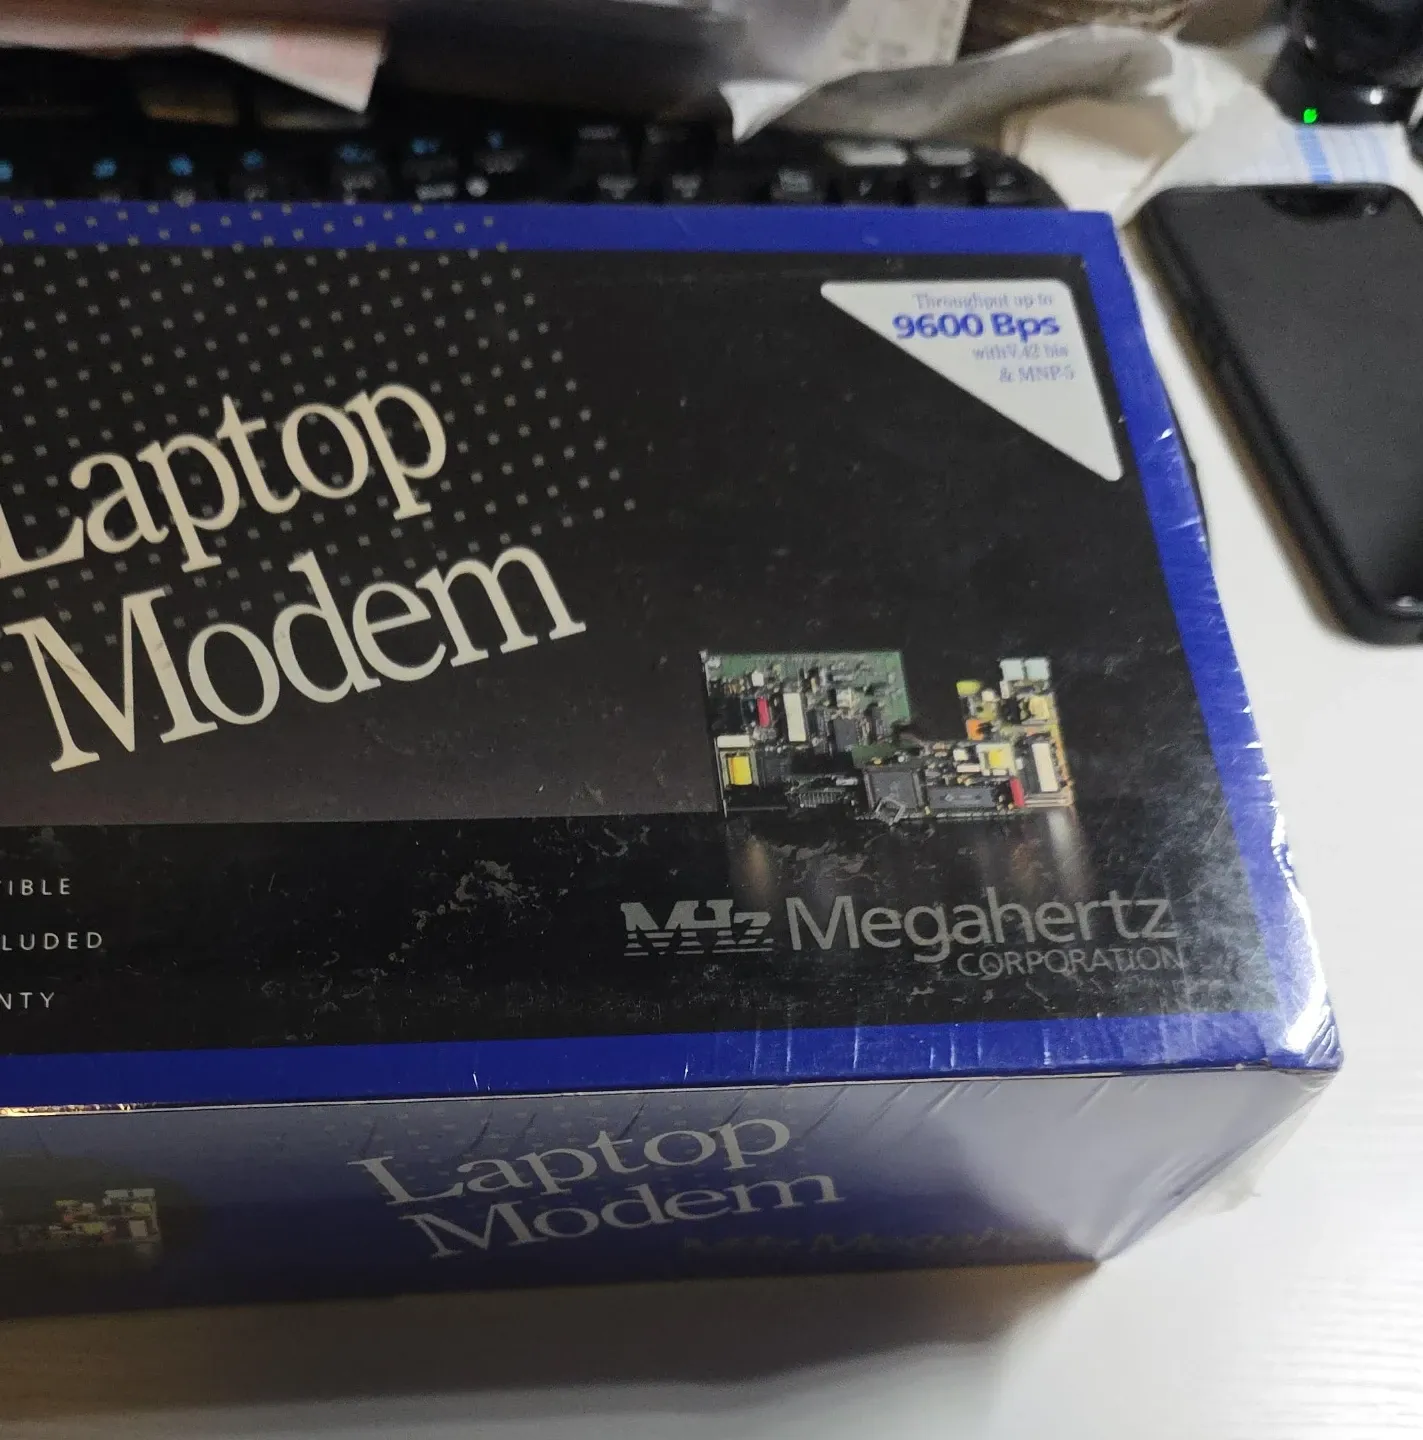 Throughput up to
9600 Bps
with V.42 bis
& MNP-5
Laptop
Modem
TIBLE
LUDED
NTY
MHz Megahertz
CORPORATION
Laptop
Modem